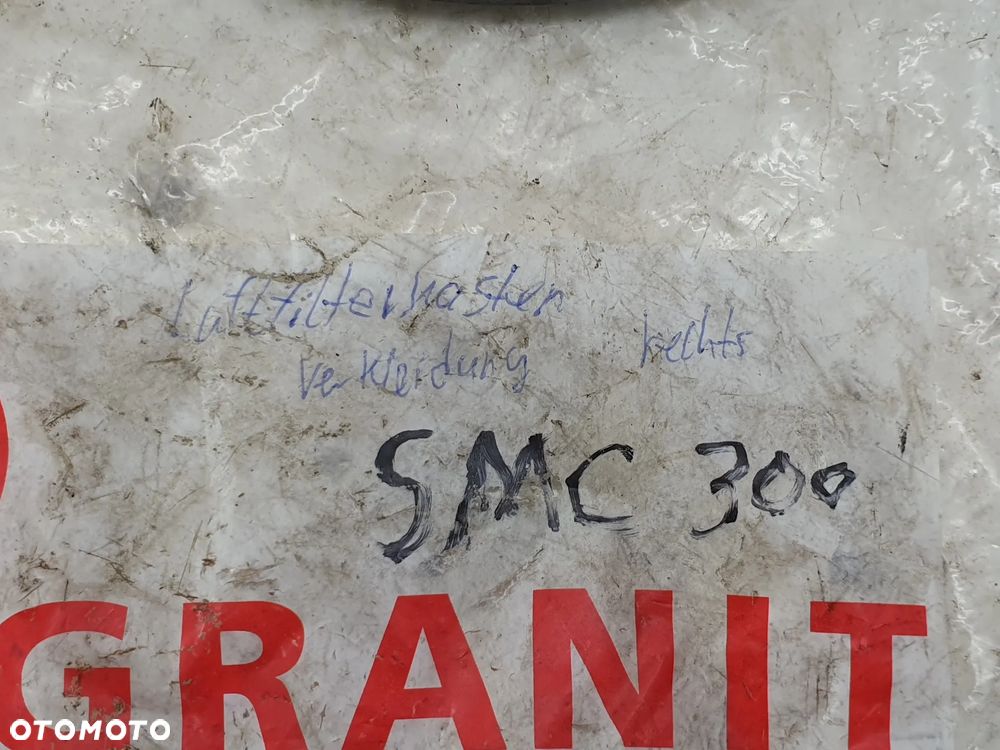 Luftfilterkasten
Verkleidung rechts
SMC 300
GRANIT
OTOMOTO